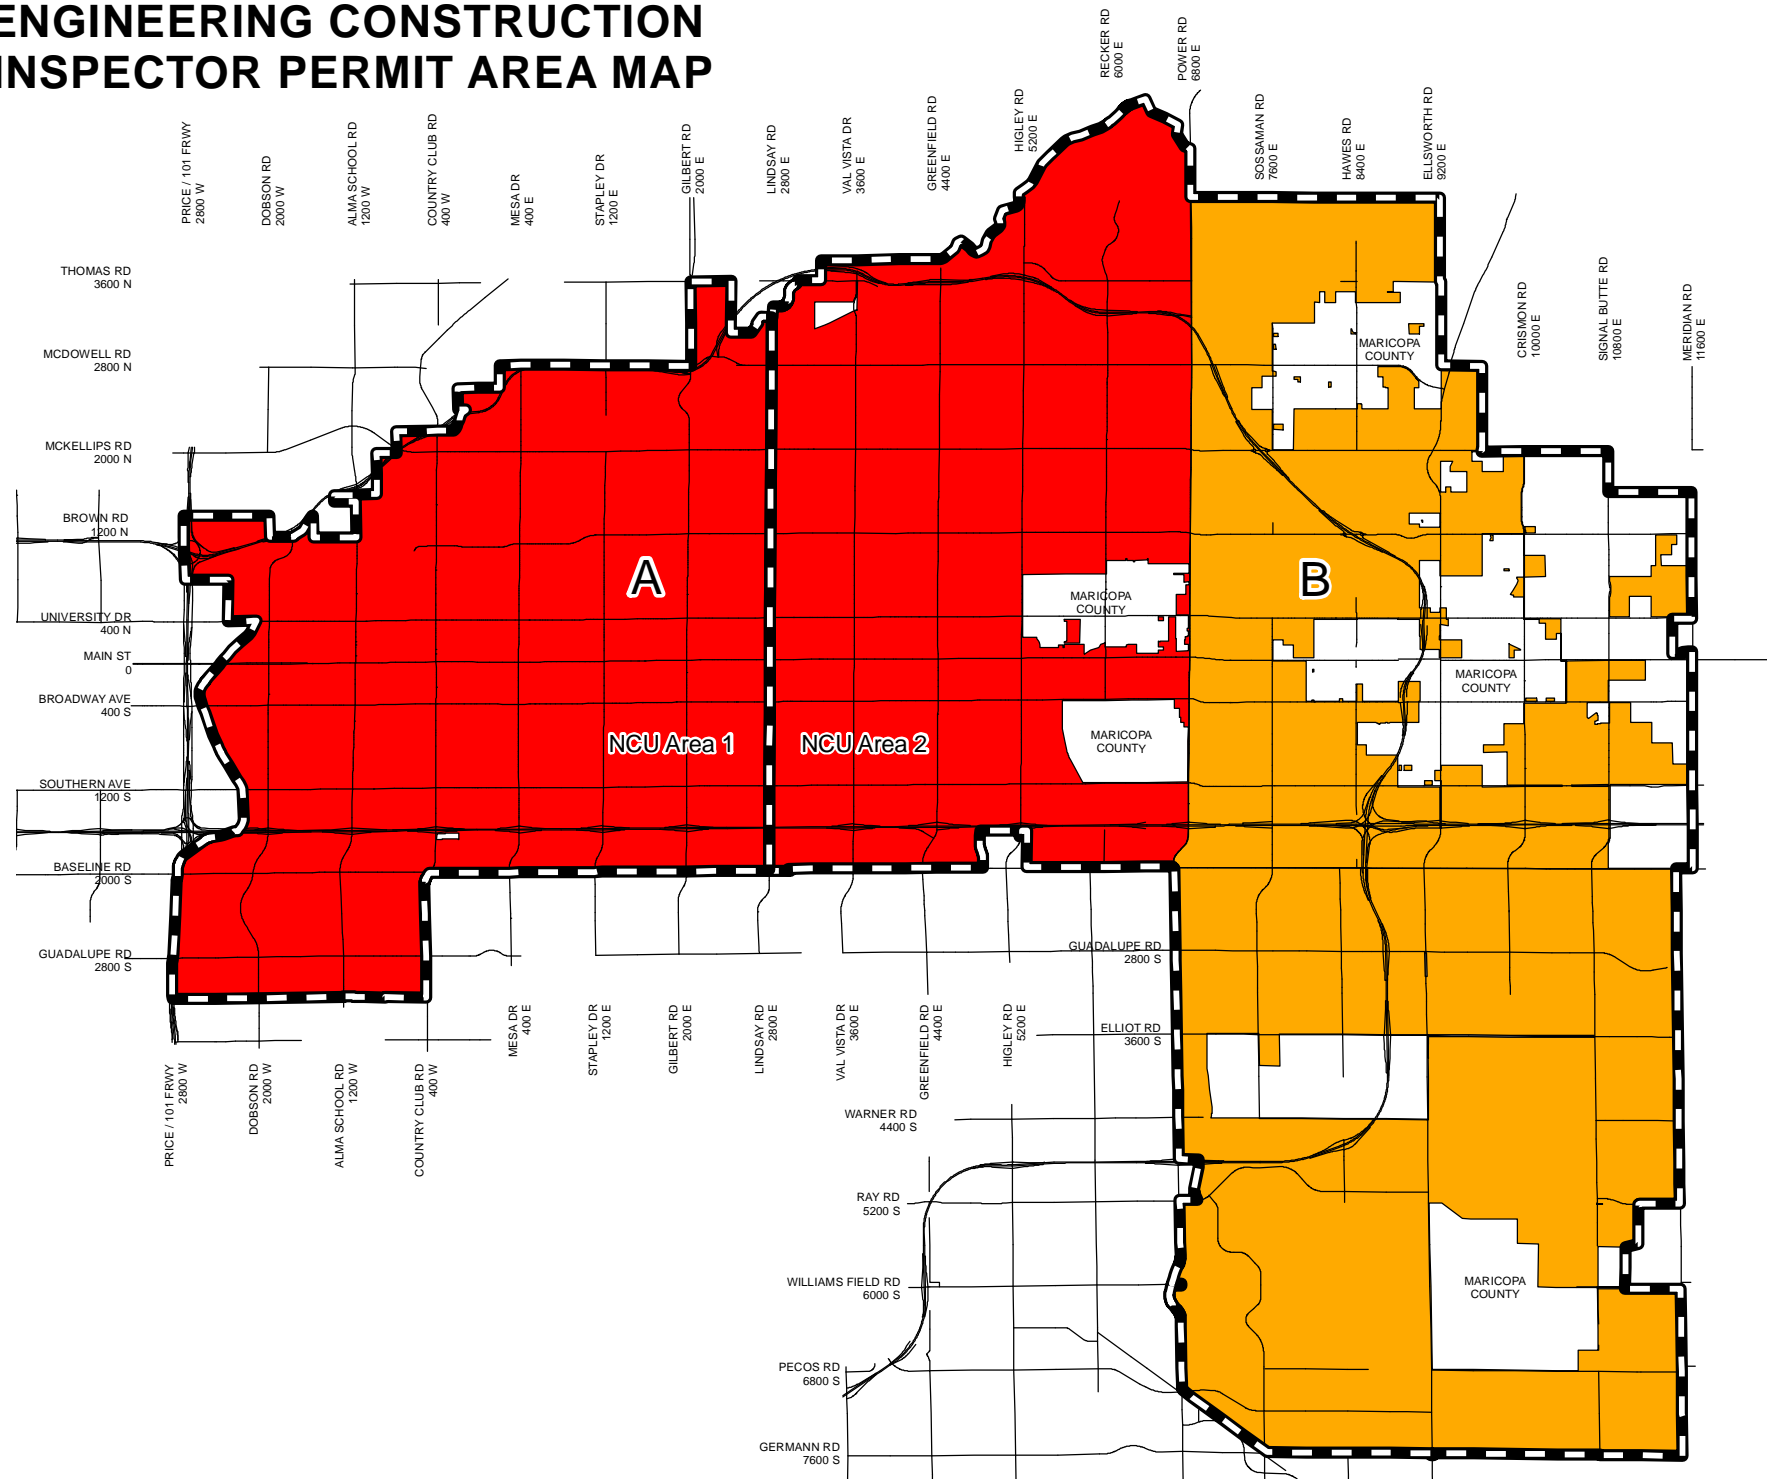 ENGINEERING CONSTRUCTION
INSPECTOR PERMIT AREA MAP
PRICE / 101 FRWY
2800 W
DOBSON RD
2000 W
ALMA SCHOOL RD
1200 W
COUNTRY CLUB RD
400 W
MESA DR
400 E
STAPLEY DR
1200 E
GILBERT RD
2000 E
LINDSAY RD
2800 E
VAL VISTA DR
3600 E
GREENFIELD RD
4400 E
HIGLEY RD
5200 E
RECKER RD
6000 E
POWER RD
6800 E
SOSSAMAN RD
7600 E
HAWES RD
8400 E
ELLSWORTH RD
9200 E
CRISMON RD
10000 E
SIGNAL BUTTE RD
10800 E
MERIDIAN RD
11600 E
THOMAS RD
3600 N
MCDOWELL RD
2800 N
MCKELLIPS RD
2000 N
BROWN RD
1200 N
UNIVERSITY DR
400 N
MAIN ST
0
BROADWAY AVE
400 S
SOUTHERN AVE
1200 S
BASELINE RD
2000 S
GUADALUPE RD
2800 S
MARICOPA
COUNTY
A
B
MARICOPA
COUNTY
MARICOPA
COUNTY
NCU Area 1
NCU Area 2
MARICOPA
COUNTY
GUADALUPE RD
2800 S
ELLIOT RD
3600 S
WARNER RD
4400 S
RAY RD
5200 S
WILLIAMS FIELD RD
6000 S
PECOS RD
6800 S
GERMANN RD
7600 S
MARICOPA
COUNTY
MESA DR
400 E
STAPLEY DR
1200 E
GILBERT RD
2000 E
LINDSAY RD
2800 E
VAL VISTA DR
3600 E
GREENFIELD RD
4400 E
HIGLEY RD
5200 E
PRICE / 101 FRWY
2800 W
DOBSON RD
2000 W
ALMA SCHOOL RD
1200 W
COUNTRY CLUB RD
400 W